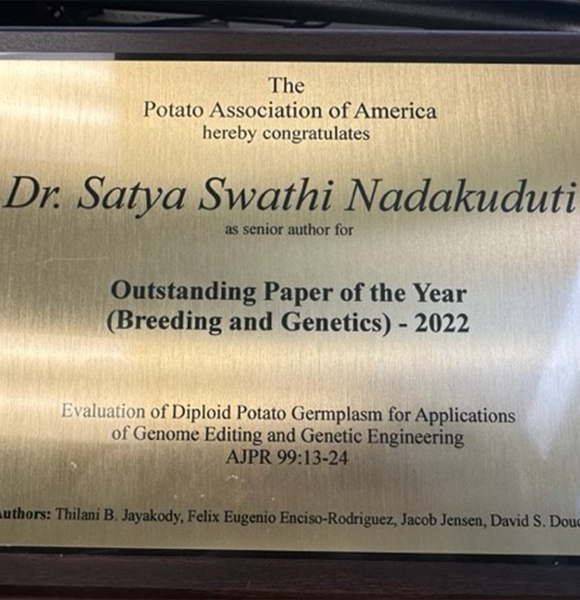 The
Potato Association of America
hereby congratulates
Dr. Satya Swathi Nadakuduti
as senior author for
Outstanding Paper of the Year
(Breeding and Genetics) - 2022
Evaluation of Diploid Potato Germplasm for Applications
of Genome Editing and Genetic Engineering
AJPR 99:13-24
Thilani B. Jayakody, Felix Eugenio Enciso-Rodriguez, Jacob Jensen, David S.